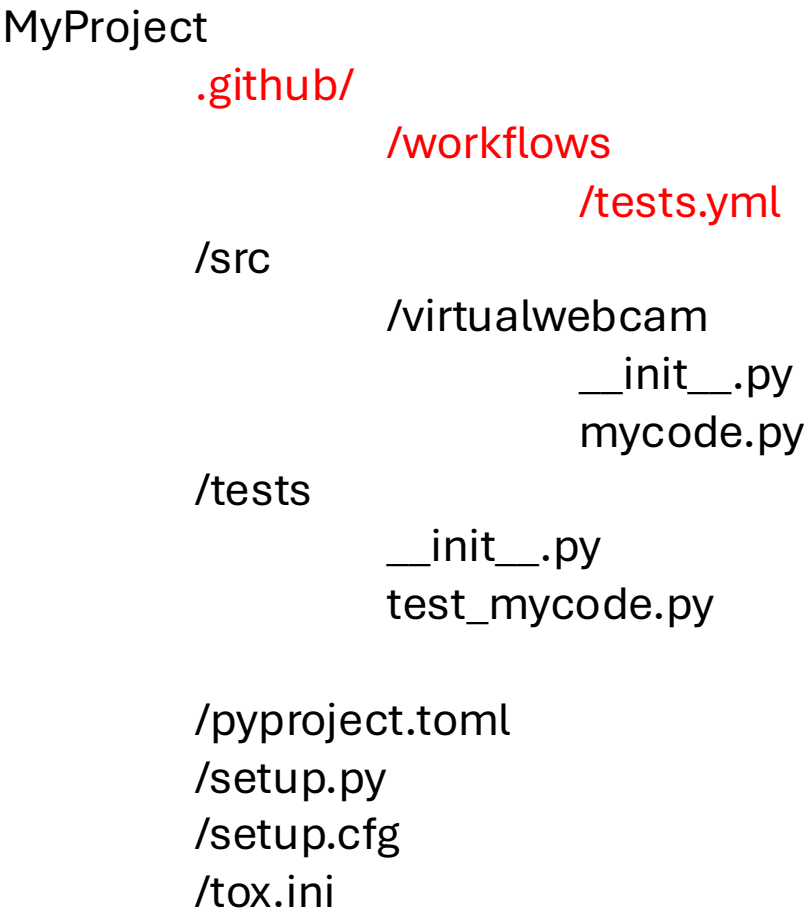 MyProject
.github/
/workflows
/tests.yml
/src
/virtualwebcam
__init__.py
mycode.py
/tests
__init__.py
test_mycode.py
/pyproject.toml
/setup.py
/setup.cfg
/tox.ini